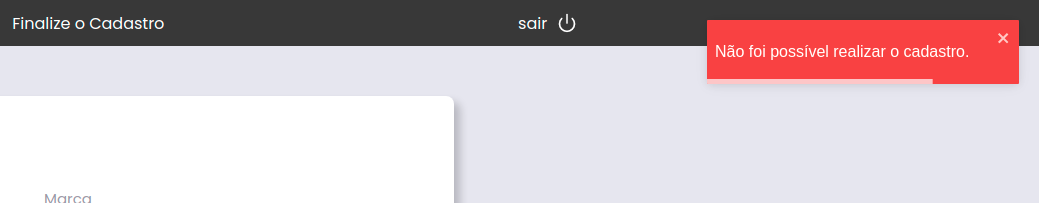 Finalize o Cadastro
sair
Não foi possível realizar o cadastro.
Marca